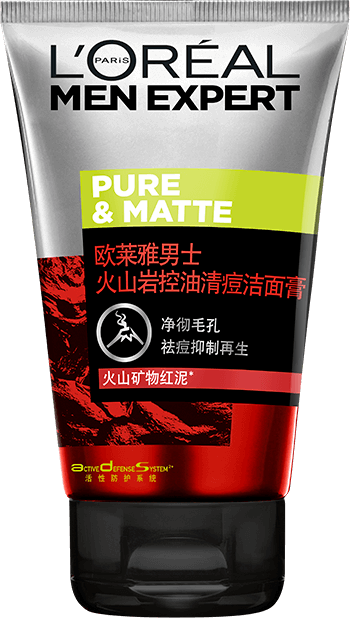 L'ORÉAL
PARIS
MEN EXPERT
PURE
& MATTE
欧莱雅男士
火山岩控油清痘洁面膏
净彻毛孔
祛痘抑制再生
火山矿物红泥*
ACTIVE DEFENSE SYSTEM²⁺
活性防护系统